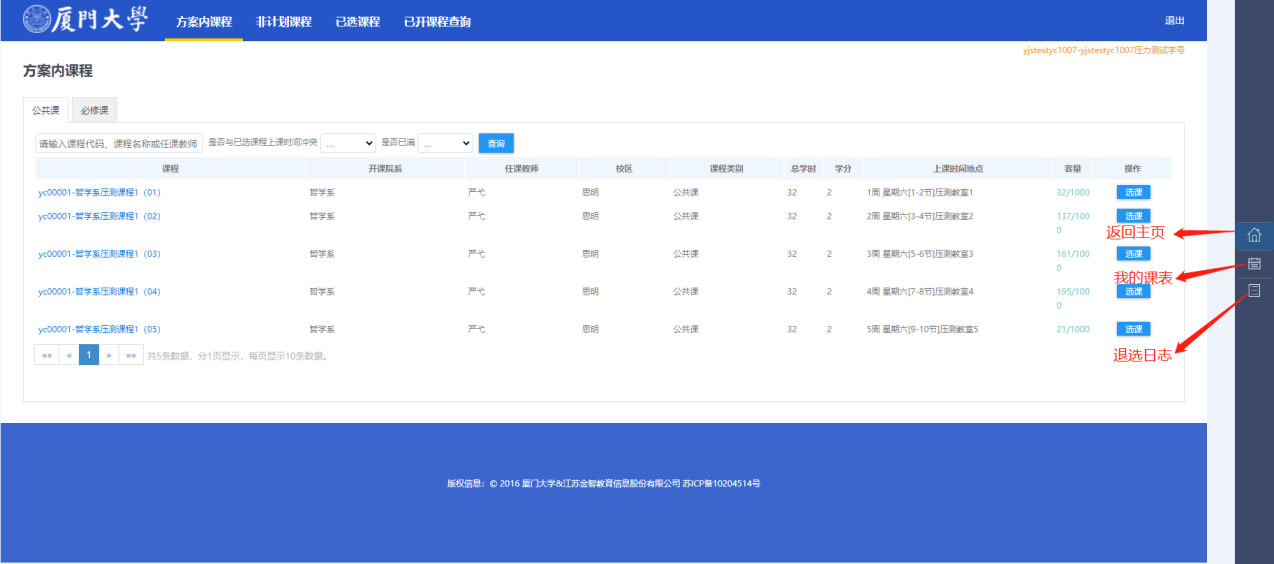 厦門大學 方案内课程 非计划课程 已选课程 已开课程查询 退出
yjstestyc1007-yjstestyc1007压力测试学号
方案内课程
公共课 必修课
请输入课程代码、课程名称或任课教师 是否与已选课程上课时间冲突 ... 是否已满 ... 查询
课程 开课院系 任课教师 校区 课程类别 总学时 学分 上课时间地点 容量 操作
yc00001-哲学系压测课程1（01） 哲学系 严弋 思明 公共课 32 2 1周 星期六[1-2节]压测教室1 32/1000 选课
yc00001-哲学系压测课程1（02） 哲学系 严弋 思明 公共课 32 2 2周 星期六[3-4节]压测教室2 137/100 选课
0
返回主页
yc00001-哲学系压测课程1（03） 哲学系 严弋 思明 公共课 32 2 3周 星期六[5-6节]压测教室3 161/100 选课
0
我的课表
yc00001-哲学系压测课程1（04） 哲学系 严弋 思明 公共课 32 2 4周 星期六[7-8节]压测教室4 195/100 选课
0
yc00001-哲学系压测课程1（05） 哲学系 严弋 思明 公共课 32 2 5周 星期六[9-10节]压测教室5 21/1000 选课
«« « 1 » »» 共5条数据，分1页显示，每页显示10条数据。
退选日志
版权信息：© 2016 厦门大学&江苏金智教育信息股份有限公司 苏ICP备10204514号